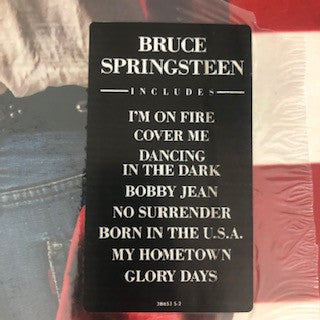 BRUCE
SPRINGSTEEN
INCLUDES
I'M ON FIRE
COVER ME
DANCING
IN THE DARK
BOBBY JEAN
NO SURRENDER
BORN IN THE U.S.A.
MY HOMETOWN
GLORY DAYS